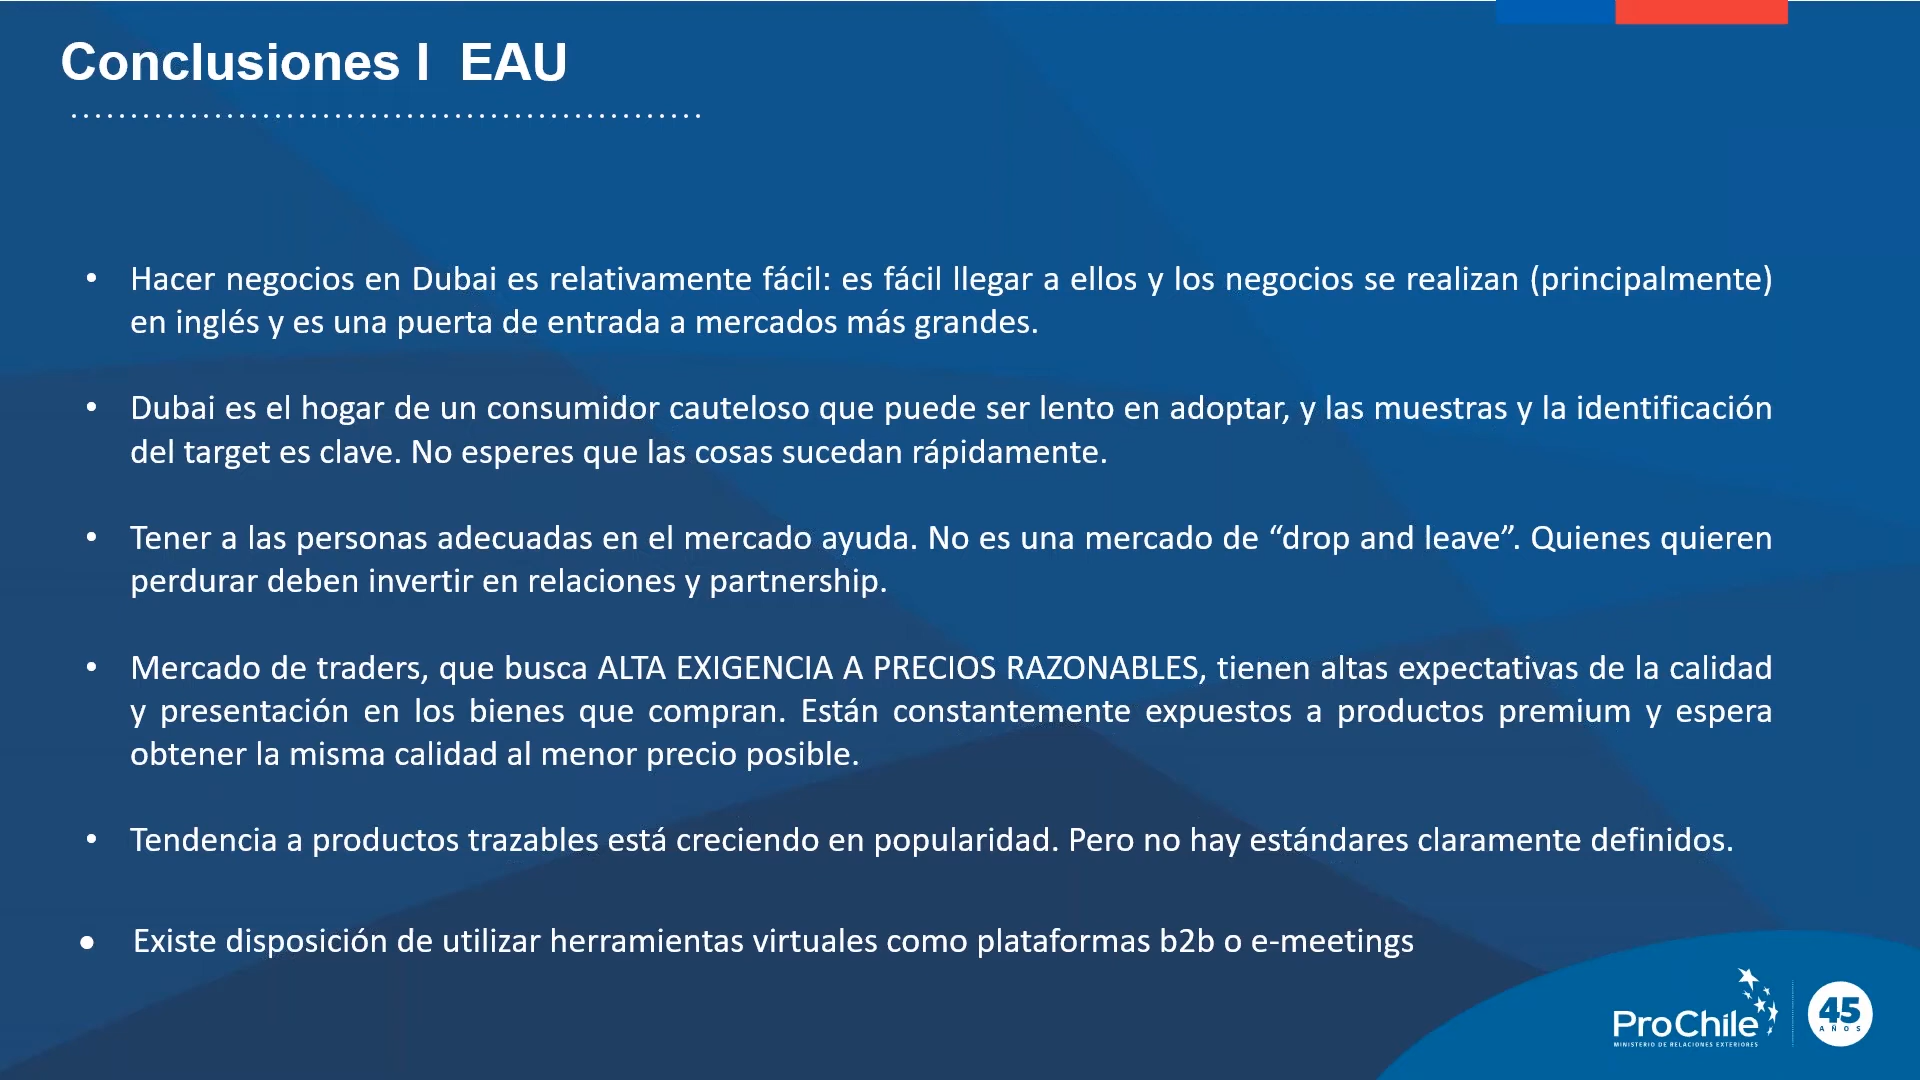 Conclusiones I  EAU
• Hacer negocios en Dubai es relativamente fácil: es fácil llegar a ellos y los negocios se realizan (principalmente)
en inglés y es una puerta de entrada a mercados más grandes.
• Dubai es el hogar de un consumidor cauteloso que puede ser lento en adoptar, y las muestras y la identificación
del target es clave. No esperes que las cosas sucedan rápidamente.
• Tener a las personas adecuadas en el mercado ayuda. No es una mercado de “drop and leave”. Quienes quieren
perdurar deben invertir en relaciones y partnership.
• Mercado de traders, que busca ALTA EXIGENCIA A PRECIOS RAZONABLES, tienen altas expectativas de la calidad
y presentación en los bienes que compran. Están constantemente expuestos a productos premium y espera
obtener la misma calidad al menor precio posible.
• Tendencia a productos trazables está creciendo en popularidad. Pero no hay estándares claramente definidos.
● Existe disposición de utilizar herramientas virtuales como plataformas b2b o e-meetings
ProChile
MINISTERIO DE RELACIONES EXTERIORES
45
AÑOS